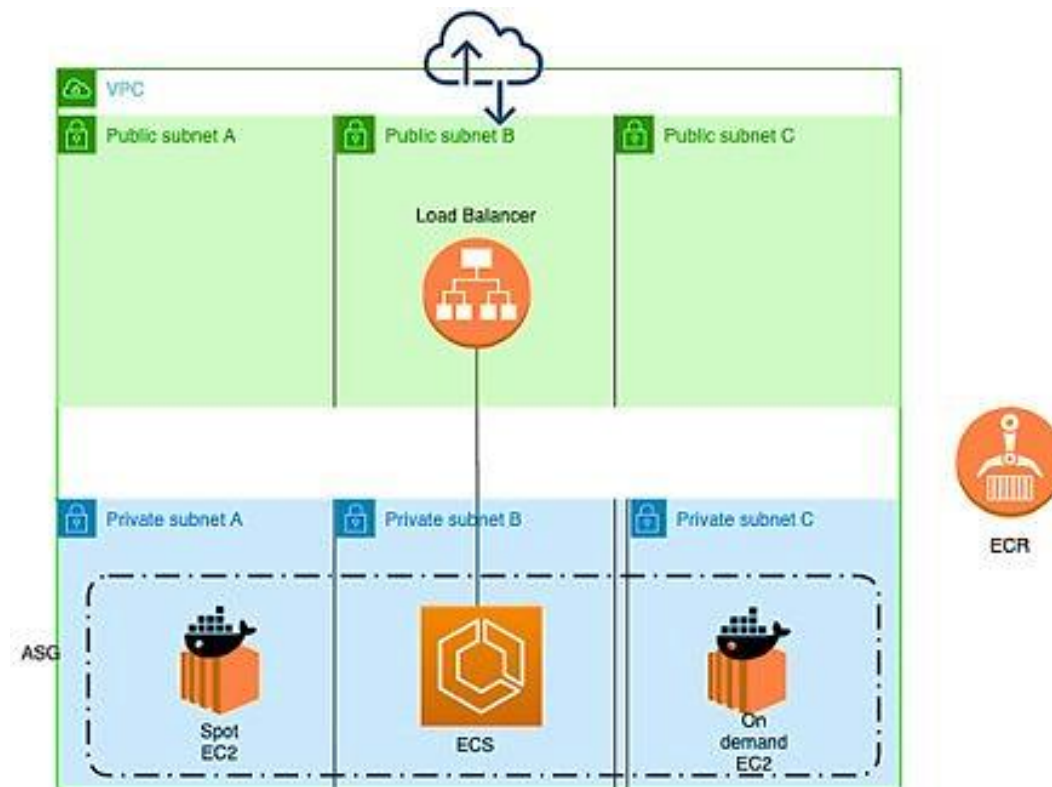 VPC
Public subnet A
Public subnet B
Public subnet C
Load Balancer
Private subnet A
Private subnet B
Private subnet C
ECR
ASG
Spot
EC2
ECS
On
demand
EC2